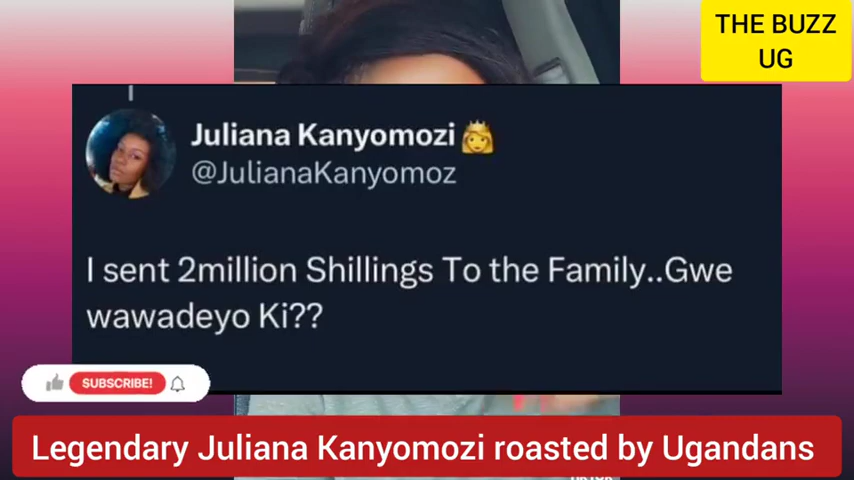 THE BUZZ
UG
Juliana Kanyomozi👸
@JulianaKanyomoz
I sent 2million Shillings To the Family..Gwe
wawadeyo Ki??
SUBSCRIBE!
Legendary Juliana Kanyomozi roasted by Ugandans